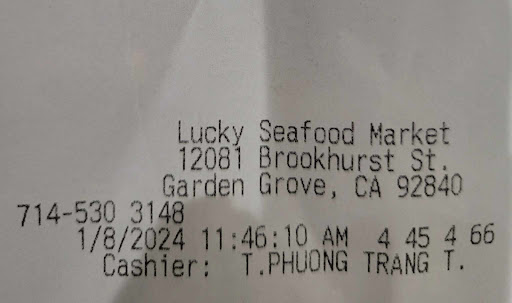 Lucky Seafood Market
12081 Brookhurst St.
Garden Grove, CA 92840
714-530 3148
1/8/2024 11:46:10 AM 4 45 4 66
Cashier: T.PHUONG TRANG T.